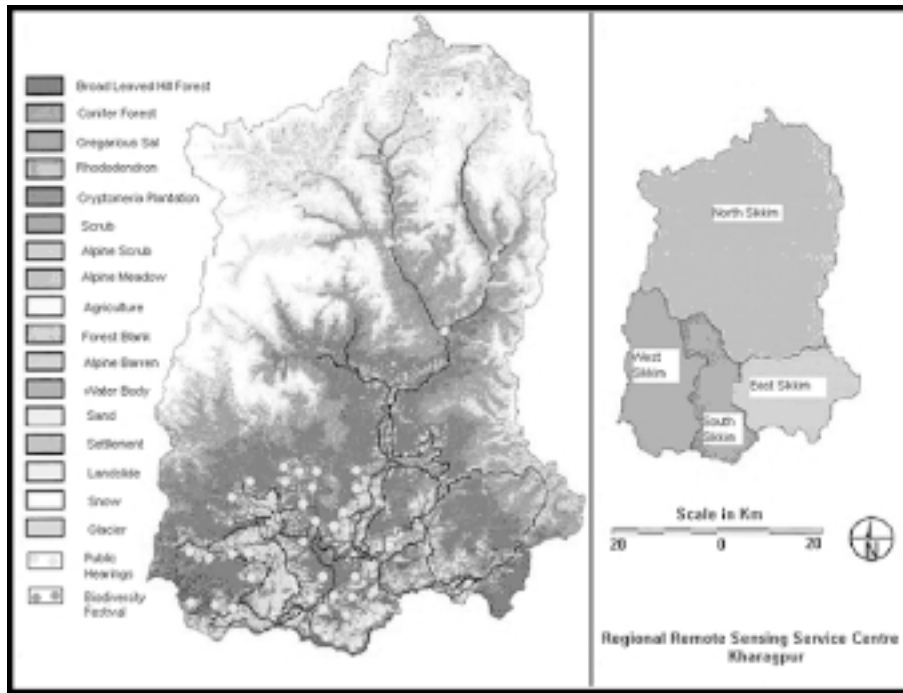 Broad Leaved Hill Forest
Conifer Forest
Gregarious Sal
Rhododendron
Cryptomeria Plantation
Scrub
Alpine Scrub
Alpine Meadow
Agriculture
Forest Blank
Alpine Barren
Water Body
Sand
Settlement
Landslide
Snow
Glacier
Public
Hearings
Biodiversity
Festival
North Sikkim
West
Sikkim
East Sikkim
South
Sikkim
Scale in Km
20 0 20
N
Regional Remote Sensing Service Centre
Kharagpur